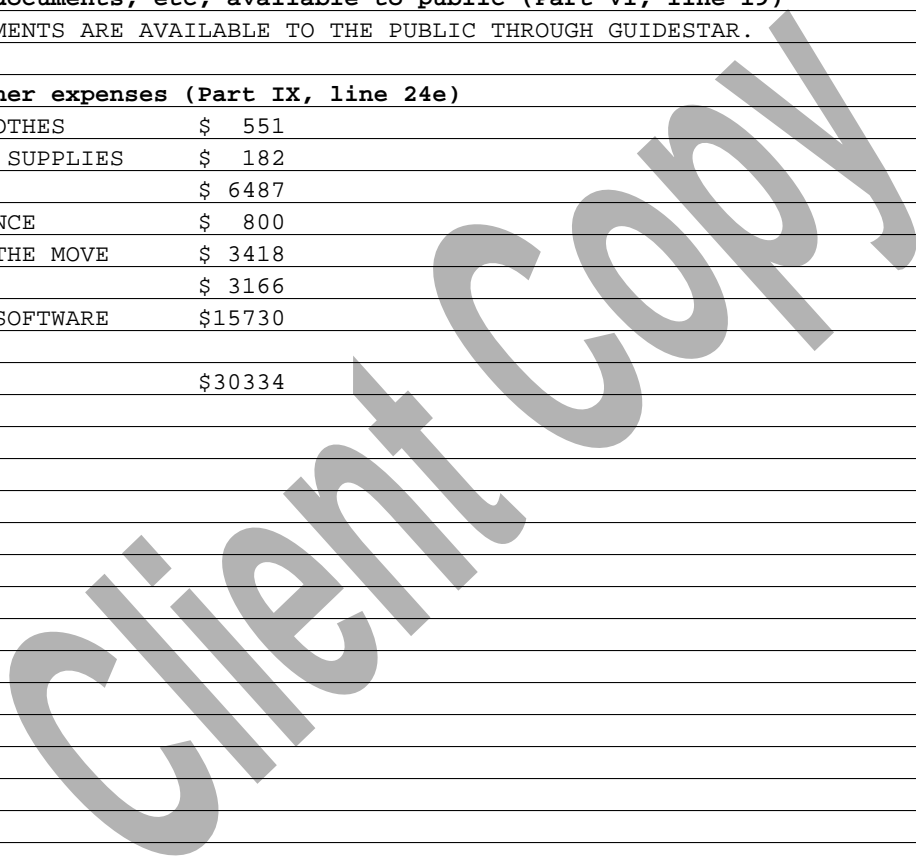 documents, etc, available to public (Part VI, line 19)
MENTS ARE AVAILABLE TO THE PUBLIC THROUGH GUIDESTAR.
her expenses (Part IX, line 24e)
OTHES $ 551
SUPPLIES $ 182
$ 6487
NCE $ 800
THE MOVE $ 3418
$ 3166
SOFTWARE $15730
$30334
Client Copy